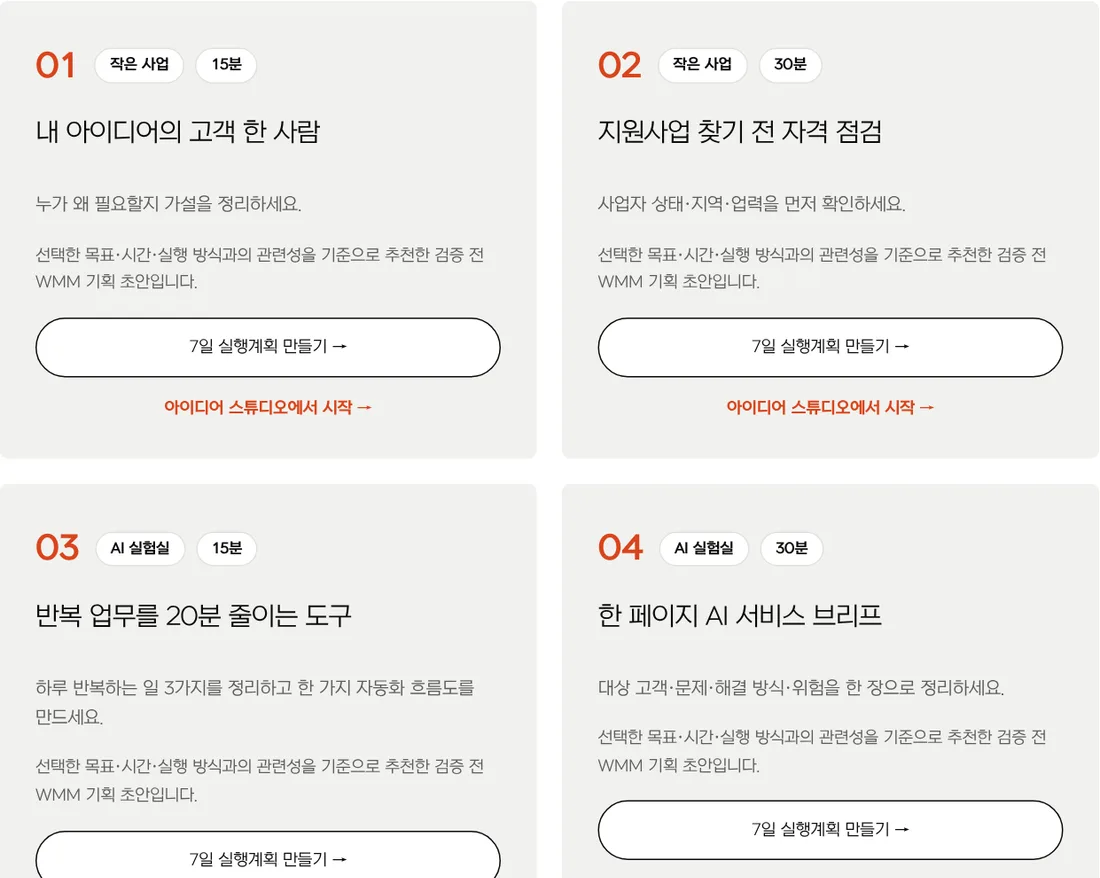 01 작은 사업 15분
내 아이디어의 고객 한 사람
누가 왜 필요할지 가설을 정리하세요.
선택한 목표·시간·실행 방식과의 관련성을 기준으로 추천한 검증 전
WMM 기획 초안입니다.
7일 실행계획 만들기 →
아이디어 스튜디오에서 시작 →
02 작은 사업 30분
지원사업 찾기 전 자격 점검
사업자 상태·지역·업력을 먼저 확인하세요.
선택한 목표·시간·실행 방식과의 관련성을 기준으로 추천한 검증 전
WMM 기획 초안입니다.
7일 실행계획 만들기 →
아이디어 스튜디오에서 시작 →
03 AI 실험실 15분
반복 업무를 20분 줄이는 도구
하루 반복하는 일 3가지를 정리하고 한 가지 자동화 흐름도를
만드세요.
선택한 목표·시간·실행 방식과의 관련성을 기준으로 추천한 검증 전
WMM 기획 초안입니다.
7일 실행계획 만들기 →
04 AI 실험실 30분
한 페이지 AI 서비스 브리프
대상 고객·문제·해결 방식·위험을 한 장으로 정리하세요.
선택한 목표·시간·실행 방식과의 관련성을 기준으로 추천한 검증 전
WMM 기획 초안입니다.
7일 실행계획 만들기 →